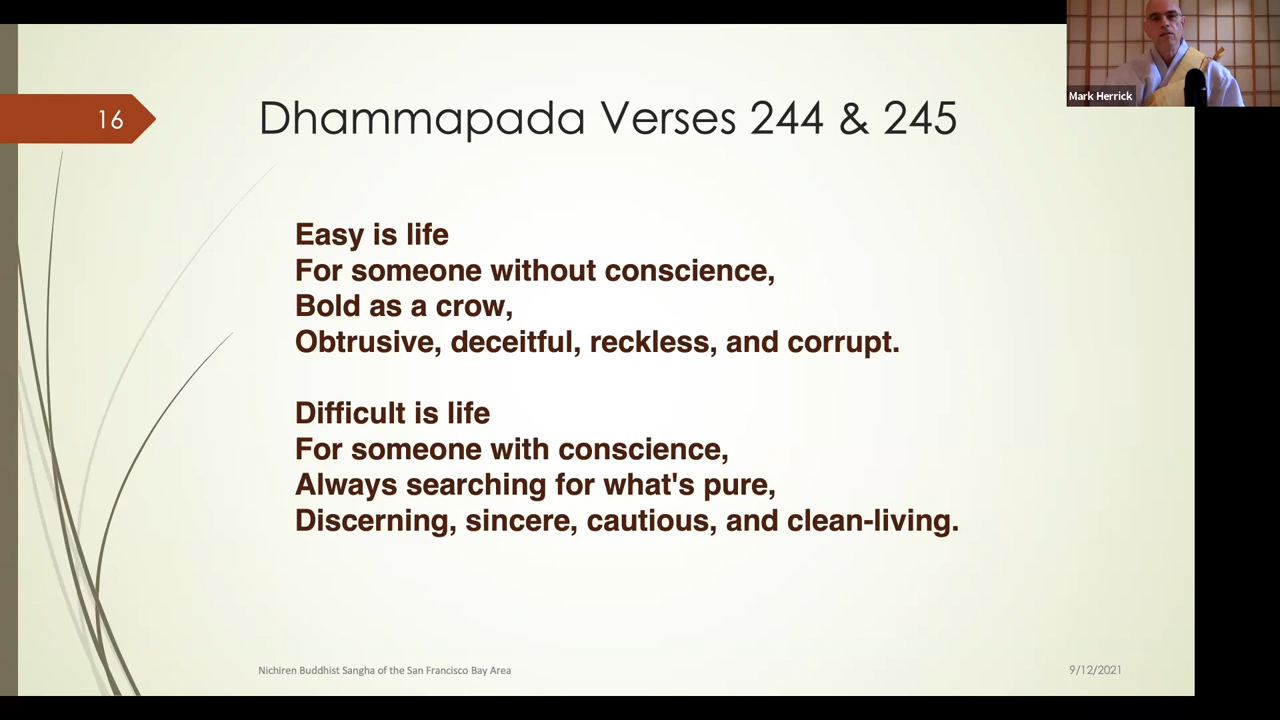 Mark Herrick
16
Dhammapada Verses 244 & 245
Easy is life
For someone without conscience,
Bold as a crow,
Obtrusive, deceitful, reckless, and corrupt.
Difficult is life
For someone with conscience,
Always searching for what's pure,
Discerning, sincere, cautious, and clean-living.
Nichiren Buddhist Sangha of the San Francisco Bay Area
9/12/2021